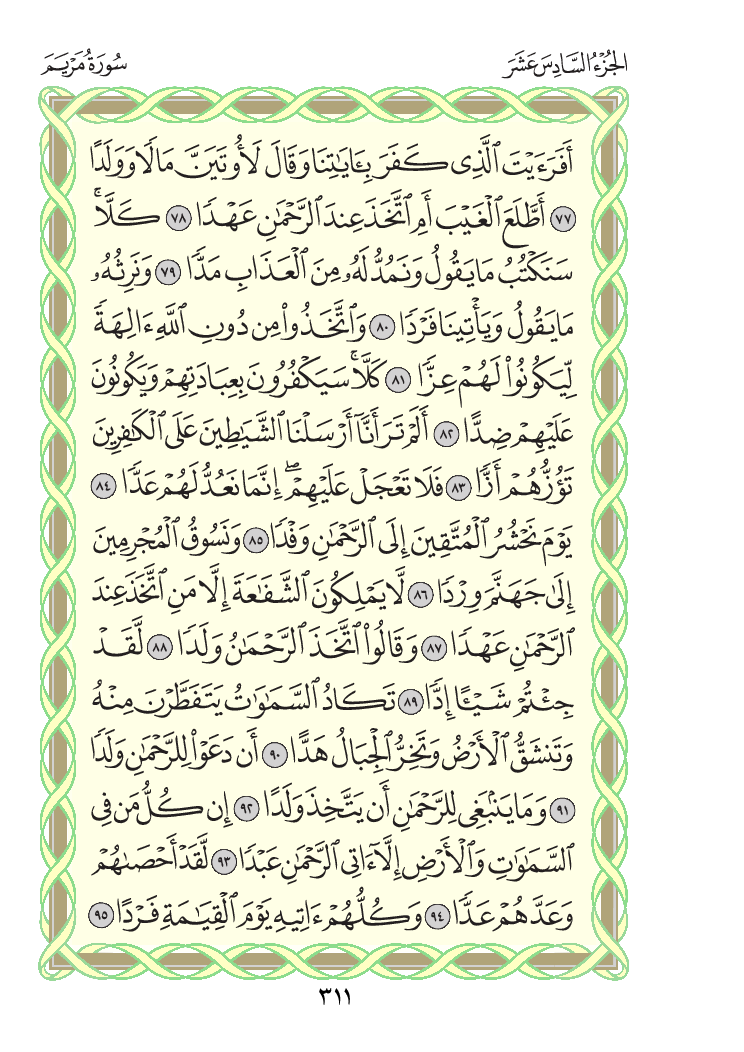 الجُزْءُ السَّادِسَ عَشَرَ
سُورَةُ مَرْيَمَ
أَفَرَءَيْتَ ٱلَّذِى كَفَرَ بِـَٔايَٰتِنَا وَقَالَ لَأُوتَيَنَّ مَالًا وَوَلَدًا
٧٧ أَطَّلَعَ ٱلْغَيْبَ أَمِ ٱتَّخَذَ عِندَ ٱلرَّحْمَٰنِ عَهْدًا ٧٨ كَلَّا ۚ
سَنَكْتُبُ مَا يَقُولُ وَنَمُدُّ لَهُۥ مِنَ ٱلْعَذَابِ مَدًّا ٧٩ وَنَرِثُهُۥ
مَا يَقُولُ وَيَأْتِينَا فَرْدًا ٨٠ وَٱتَّخَذُوا۟ مِن دُونِ ٱللَّهِ ءَالِهَةً
لِّيَكُونُوا۟ لَهُمْ عِزًّا ٨١ كَلَّا ۚ سَيَكْفُرُونَ بِعِبَادَتِهِمْ وَيَكُونُونَ
عَلَيْهِمْ ضِدًّا ٨٢ أَلَمْ تَرَ أَنَّآ أَرْسَلْنَا ٱلشَّيَٰطِينَ عَلَى ٱلْكَٰفِرِينَ
تَؤُزُّهُمْ أَزًّا ٨٣ فَلَا تَعْجَلْ عَلَيْهِمْ ۖ إِنَّمَا نَعُدُّ لَهُمْ عَدًّا ٨٤
يَوْمَ نَحْشُرُ ٱلْمُتَّقِينَ إِلَى ٱلرَّحْمَٰنِ وَفْدًا ٨٥ وَنَسُوقُ ٱلْمُجْرِمِينَ
إِلَىٰ جَهَنَّمَ وِرْدًا ٨٦ لَّا يَمْلِكُونَ ٱلشَّفَٰعَةَ إِلَّا مَنِ ٱتَّخَذَ عِندَ
ٱلرَّحْمَٰنِ عَهْدًا ٨٧ وَقَالُوا۟ ٱتَّخَذَ ٱلرَّحْمَٰنُ وَلَدًا ٨٨ لَّقَدْ
جِئْتُمْ شَيْـًٔا إِدًّا ٨٩ تَكَادُ ٱلسَّمَٰوَٰتُ يَتَفَطَّرْنَ مِنْهُ
وَتَنشَقُّ ٱلْأَرْضُ وَتَخِرُّ ٱلْجِبَالُ هَدًّا ٩٠ أَن دَعَوْا۟ لِلرَّحْمَٰنِ وَلَدًا
٩١ وَمَا يَنۢبَغِى لِلرَّحْمَٰنِ أَن يَتَّخِذَ وَلَدًا ٩٢ إِن كُلُّ مَن فِى
ٱلسَّمَٰوَٰتِ وَٱلْأَرْضِ إِلَّآ ءَاتِى ٱلرَّحْمَٰنِ عَبْدًا ٩٣ لَّقَدْ أَحْصَىٰهُمْ
وَعَدَّهُمْ عَدًّا ٩٤ وَكُلُّهُمْ ءَاتِيهِ يَوْمَ ٱلْقِيَٰمَةِ فَرْدًا ٩٥
٣١١